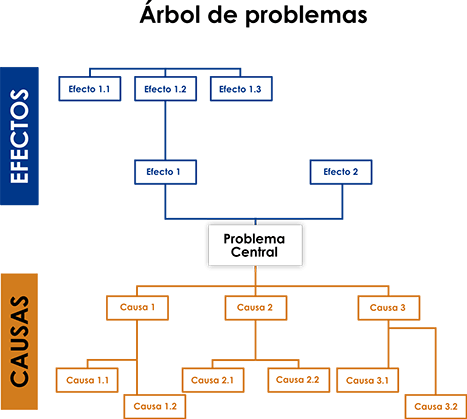 Árbol de problemas
EFECTOS
Efecto 1.1
Efecto 1.2
Efecto 1.3
Efecto 1
Efecto 2
Problema
Central
CAUSAS
Causa 1
Causa 2
Causa 3
Causa 1.1
Causa 1.2
Causa 2.1
Causa 2.2
Causa 3.1
Causa 3.2